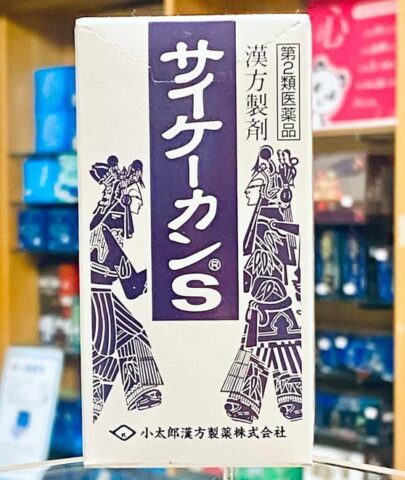 第2類医薬品
漢方製剤
サイケーカン®S
小太郎漢方製薬株式会社
心